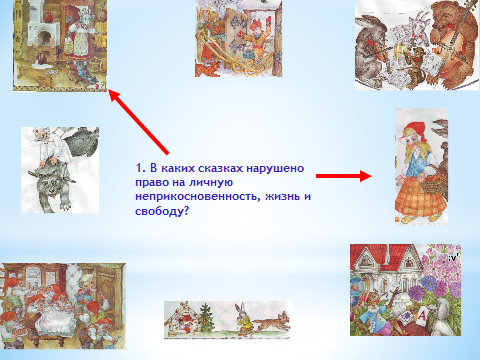 1. В каких сказках нарушено
право на личную
неприкосновенность, жизнь и
свободу?
А